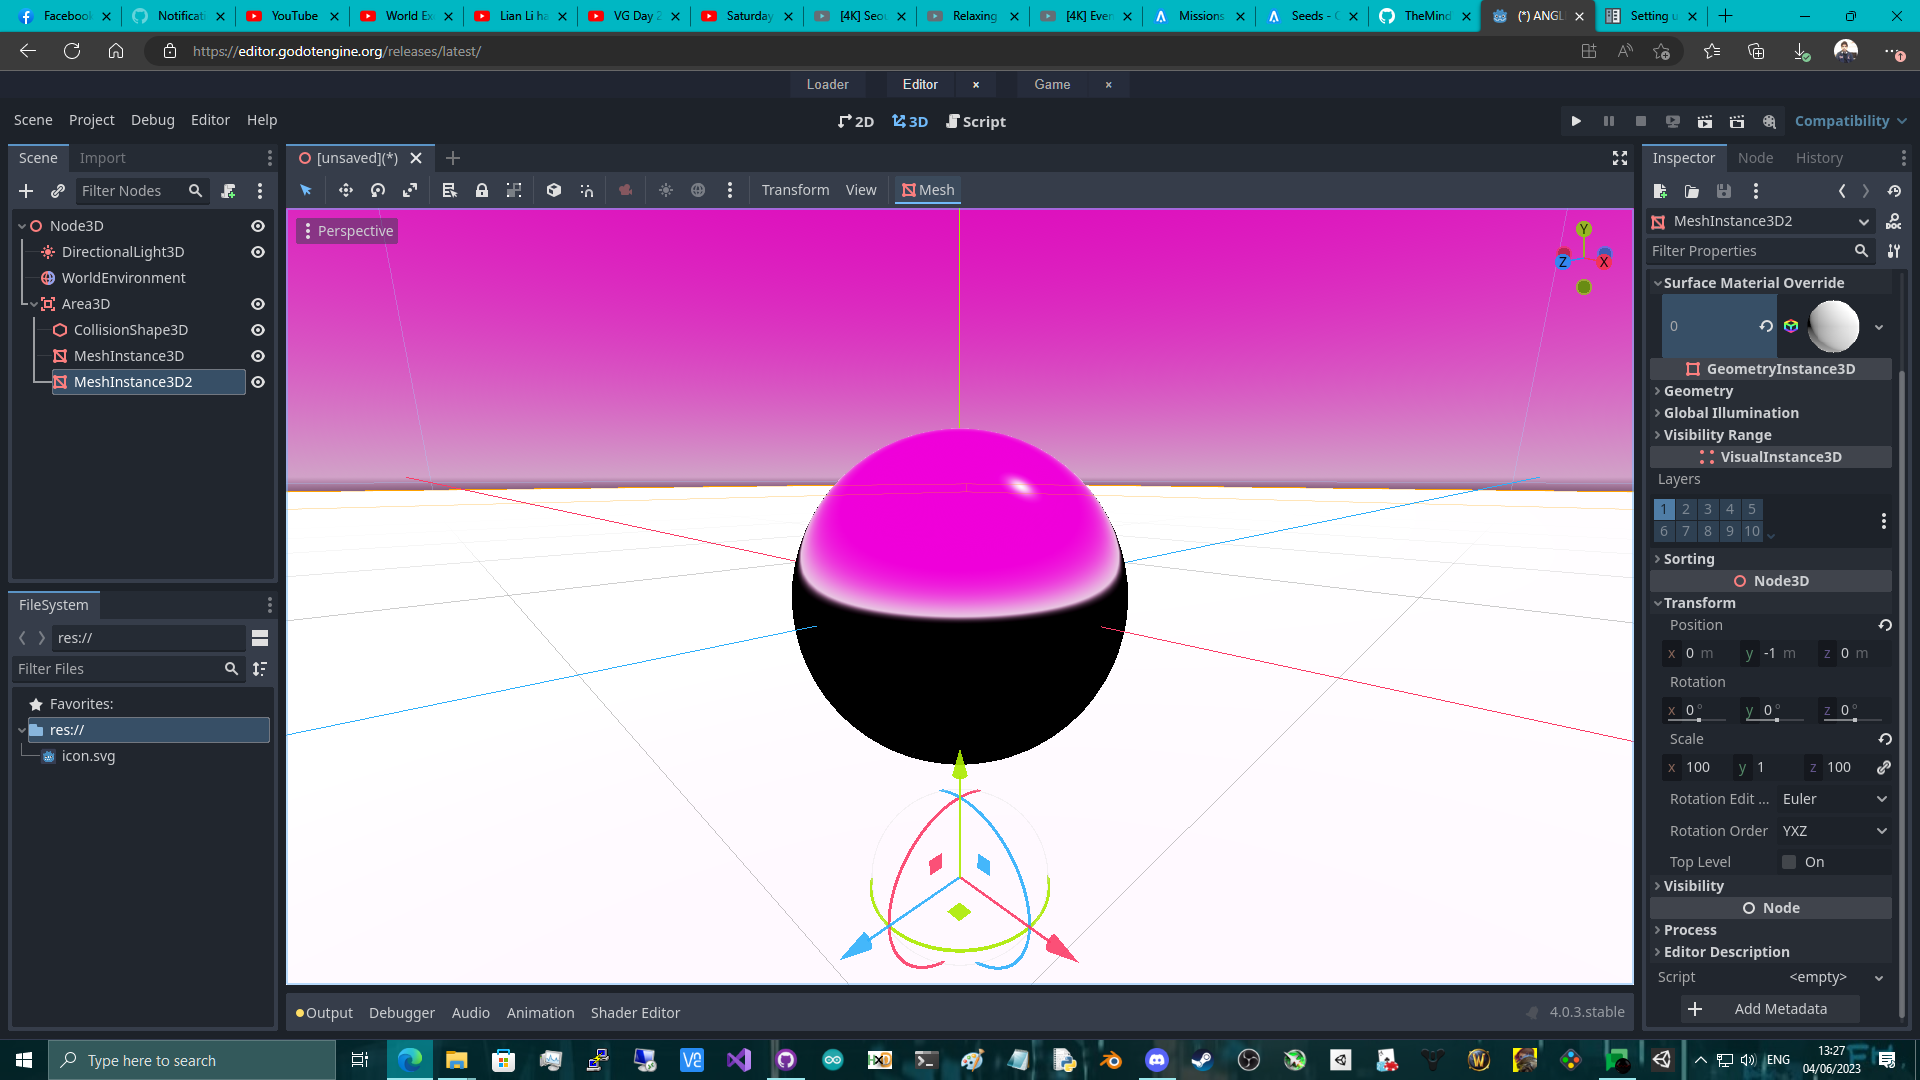 Facebook
Notificati
YouTube
World Ex
Lian Li ha
VG Day 2
Saturday
[4K] Seou
Relaxing
[4K] Even
Missions
Seeds - G
TheMind
(*) ANGL
Setting u
https://editor.godotengine.org/releases/latest/
Loader
Editor
Game
Scene Project Debug Editor Help
2D 3D Script
Compatibility
Scene Import
[unsaved](*)
Inspector Node History
Filter Nodes
Transform View Mesh
Node3D
DirectionalLight3D
WorldEnvironment
Area3D
CollisionShape3D
MeshInstance3D
MeshInstance3D2
Perspective
Y
Z
X
MeshInstance3D2
DOC
Filter Properties
Surface Material Override
0
GeometryInstance3D
Geometry
Global Illumination
Visibility Range
VisualInstance3D
Layers
1 2 3 4 5
6 7 8 9 10
Sorting
Node3D
Transform
Position
x 0 m y -1 m z 0 m
Rotation
x 0° y 0° z 0°
Scale
x 100 y 1 z 100
Rotation Edit ... Euler
Rotation Order YXZ
Top Level On
Visibility
Node
Process
Editor Description
Script <empty>
Add Metadata
FileSystem
res://
Filter Files
Favorites:
res://
icon.svg
Output Debugger Audio Animation Shader Editor
4.0.3.stable
Type here to search
ENG
13:27
04/06/2023